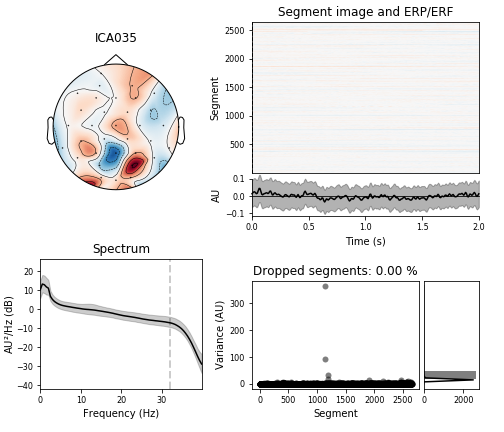 ICA035
Segment image and ERP/ERF
2500
2000
1500
1000
500
Segment
0.1
0.0
−0.1
AU
0.0 0.5 1.0 1.5 2.0
Time (s)
Spectrum
20
10
0
−10
−20
−30
−40
AU²/Hz (dB)
0 10 20 30
Frequency (Hz)
Dropped segments: 0.00 %
300
200
100
0
Variance (AU)
0 500 1000 1500 2000 2500
Segment
0 2000